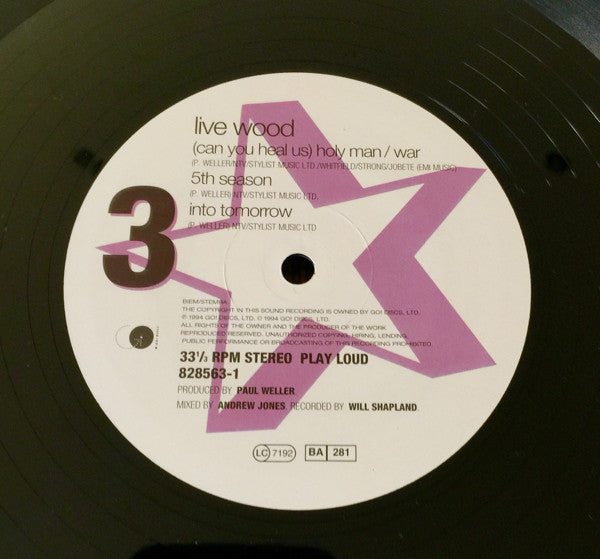 live wood
(can you heal us) holy man / war
(P. WELLER) NTV/STYLIST MUSIC LTD./WHITFIELD/STRONG/JOBETE (EMI MUSIC)
5th season
(P. WELLER) NTV/STYLIST MUSIC LTD.
into tomorrow
(P. WELLER) NTV/STYLIST MUSIC LTD
3
BIEM/STEMRA
THE COPYRIGHT IN THIS SOUND RECORDING IS OWNED BY GO! DISCS, LTD.
℗ 1994 GO! DISCS, LTD. © 1994 GO! DISCS, LTD.
ALL RIGHTS OF THE OWNER AND THE PRODUCER OF THE WORK
REPRODUCED RESERVED. UNAUTHORIZED COPYING, HIRING, LENDING,
PUBLIC PERFORMANCE OR BROADCASTING OF THE RECORDING PROHIBITED.
33 1/3 RPM STEREO PLAY LOUD
828563-1
PRODUCED BY PAUL WELLER.
MIXED BY ANDREW JONES. RECORDED BY WILL SHAPLAND.
LC 7192 BA 281